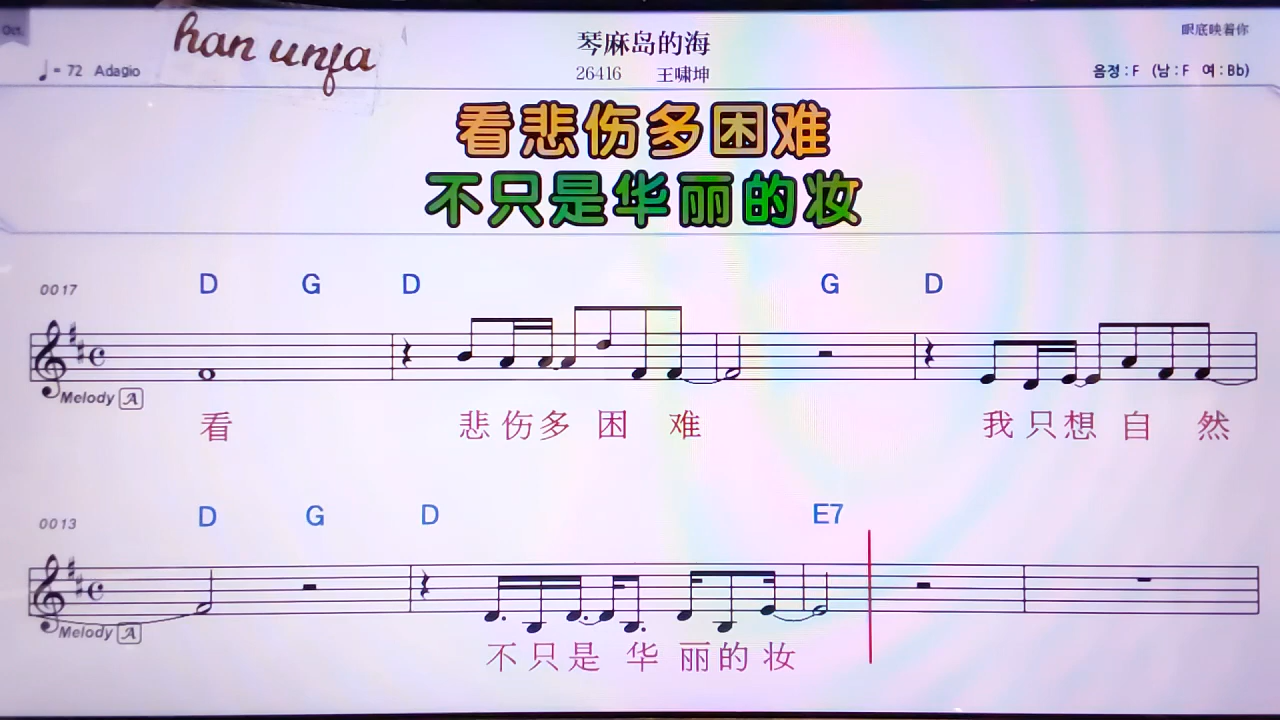 Oct.
han unfa
琴麻岛的海
眼底映着你
♩= 72 Adagio
26416 王啸坤
음정 : F (남 : F 여 : Bb)
看悲伤多困难
不只是华丽的妆
0017
D G D G D
Melody A
看 悲伤多 困 难 我只想 自 然
0013
D G D E7
Melody A
不只是 华 丽的 妆